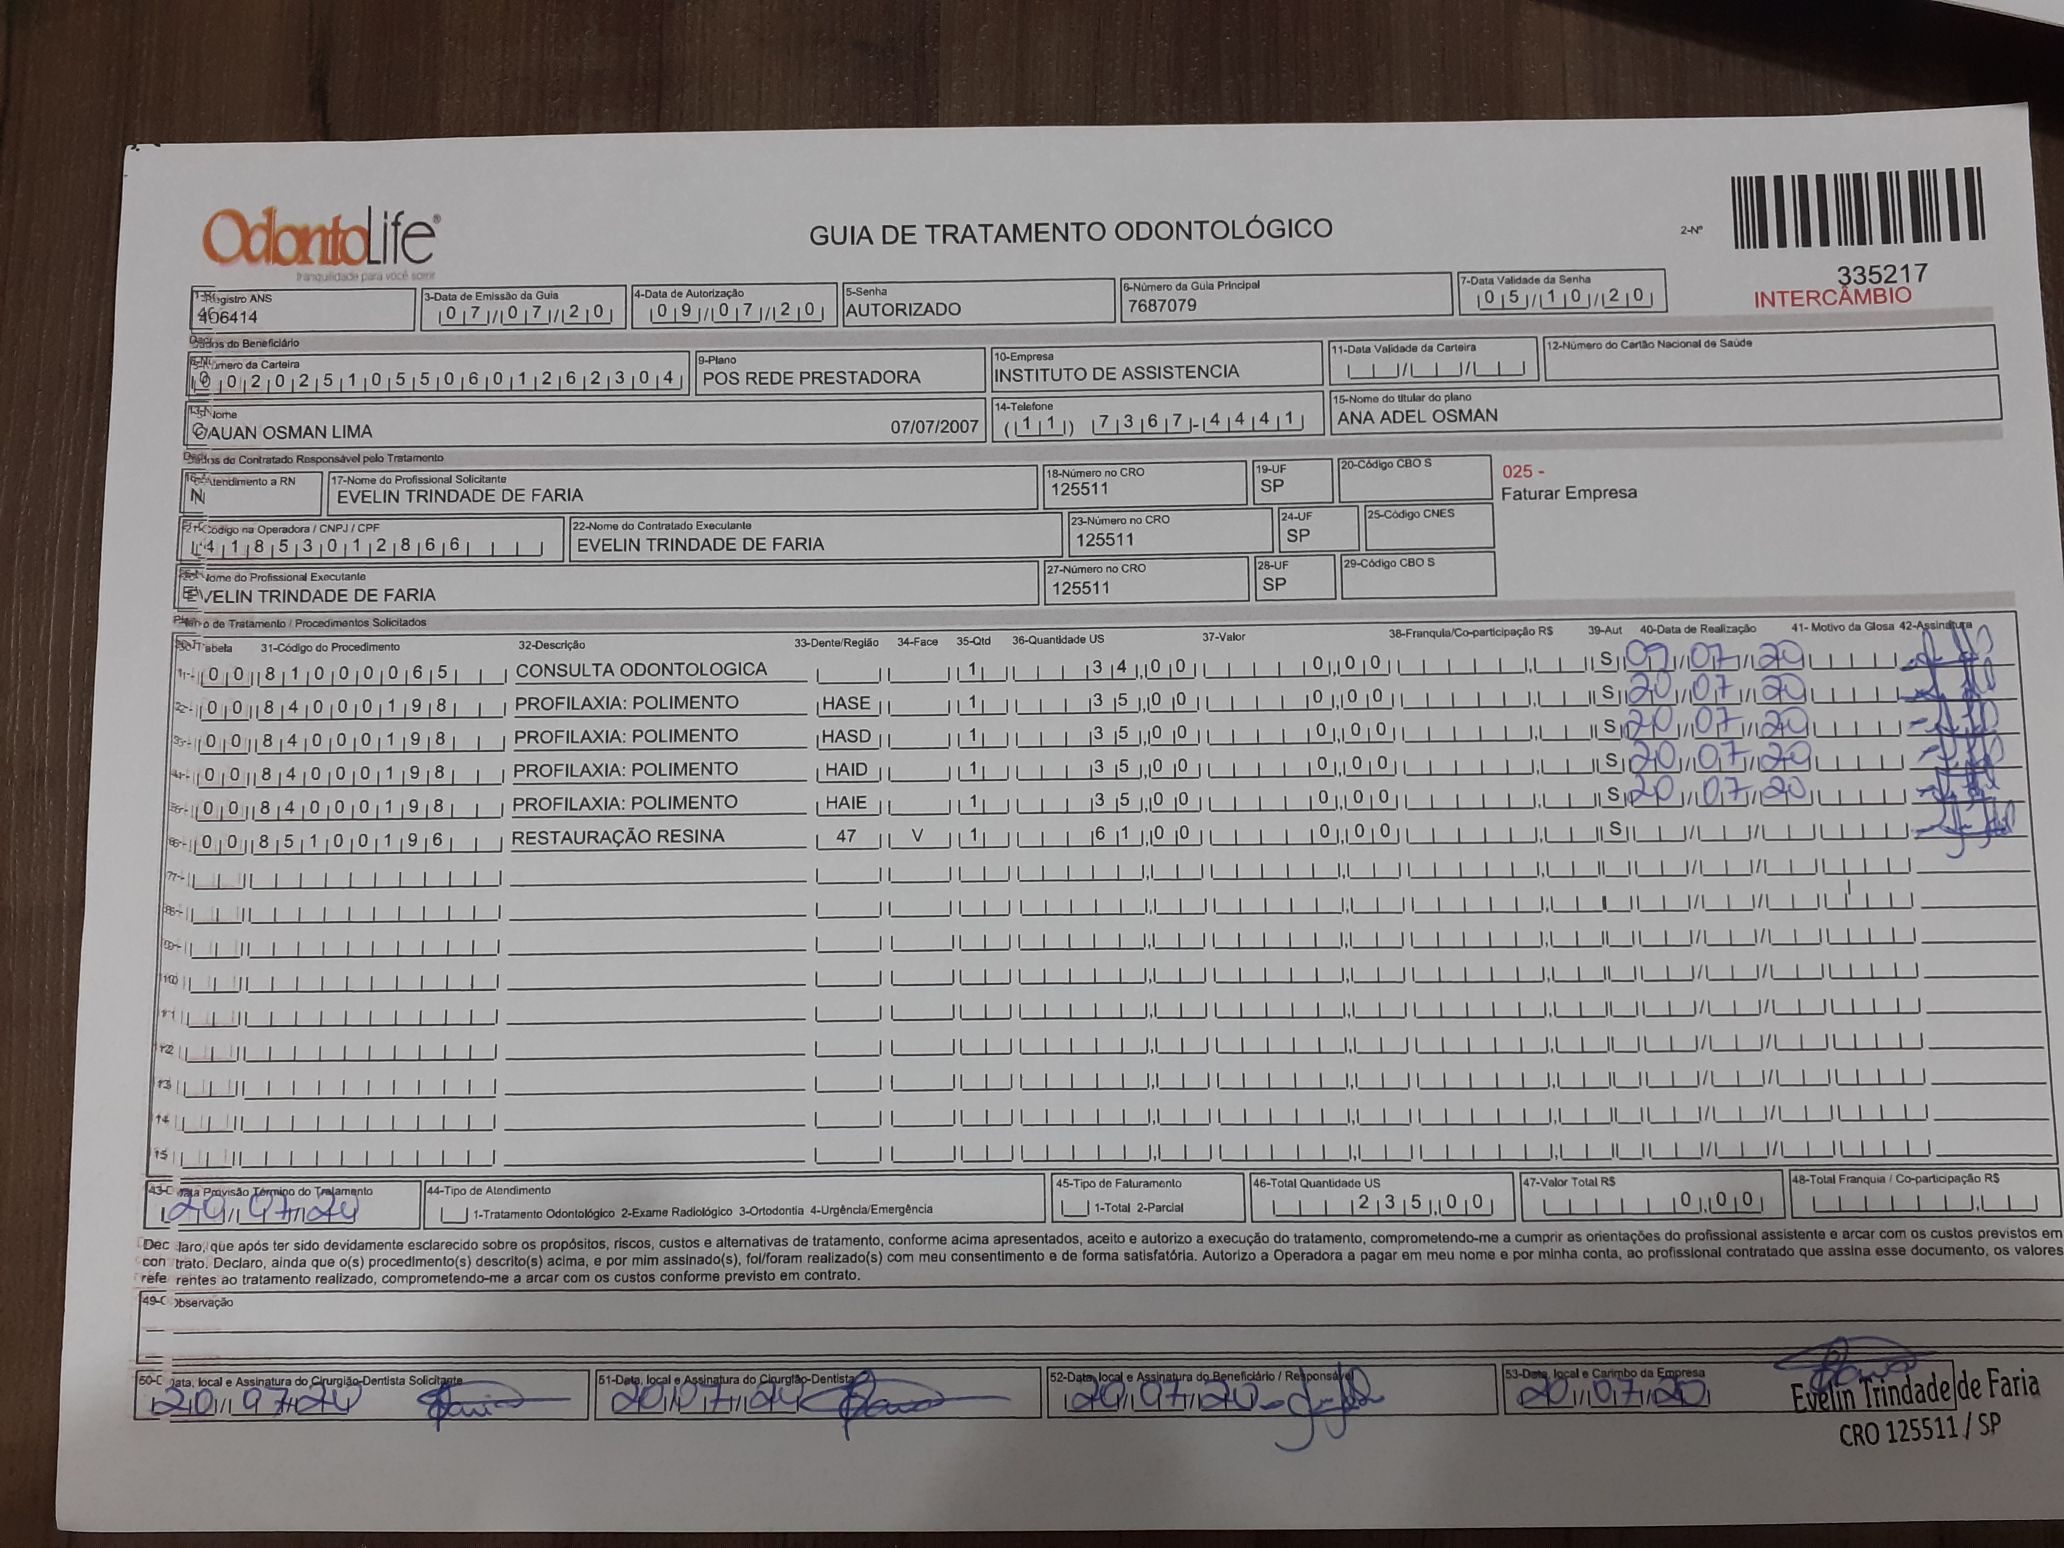 OdontoLife®
tranquilidade para você sorrir
GUIA DE TRATAMENTO ODONTOLÓGICO
2-Nº
335217
INTERCÂMBIO
Registro ANS
406414
3-Data de Emissão da Guia
07/07/20
4-Data de Autorização
09/07/20
5-Senha
AUTORIZADO
6-Número da Guia Principal
7687079
7-Data Validade da Senha
05/10/20
Dados do Beneficiário
Número da Carteira
00202510550601262304
9-Plano
POS REDE PRESTADORA
10-Empresa
INSTITUTO DE ASSISTENCIA
11-Data Validade da Carteira
12-Número do Cartão Nacional de Saúde
Nome
CAUAN OSMAN LIMA 07/07/2007
14-Telefone
(11) 7367-4441
15-Nome do titular do plano
ANA ADEL OSMAN
Dados do Contratado Responsável pelo Tratamento
Atendimento a RN
N
17-Nome do Profissional Solicitante
EVELIN TRINDADE DE FARIA
18-Número no CRO
125511
19-UF
SP
20-Código CBO S
025 -
Faturar Empresa
21-Código na Operadora / CNPJ / CPF
41853012866
22-Nome do Contratado Executante
EVELIN TRINDADE DE FARIA
23-Número no CRO
125511
24-UF
SP
25-Código CNES
Nome do Profissional Executante
EVELIN TRINDADE DE FARIA
27-Número no CRO
125511
28-UF
SP
29-Código CBO S
Plano de Tratamento / Procedimentos Solicitados
Tabela 31-Código do Procedimento 32-Descrição 33-Dente/Região 34-Face 35-Qtd 36-Quantidade US 37-Valor 38-Franquia/Co-participação R$ 39-Aut 40-Data de Realização 41- Motivo da Glosa 42-Assinatura
1- 00 81000065 CONSULTA ODONTOLOGICA 1 34,00 0,00 S 09/07/20
2- 00 84000198 PROFILAXIA: POLIMENTO HASE 1 35,00 0,00 S 20/07/20
3- 00 84000198 PROFILAXIA: POLIMENTO HASD 1 35,00 0,00 S 20/07/20
4- 00 84000198 PROFILAXIA: POLIMENTO HAID 1 35,00 0,00 S 20/07/20
5- 00 84000198 PROFILAXIA: POLIMENTO HAIE 1 35,00 0,00 S 20/07/20
6- 00 85100196 RESTAURAÇÃO RESINA 47 V 1 61,00 0,00 S
7-
8-
9-
10
11
12
13
14
15
43-Data Provisão Término do Tratamento
20/07/20
44-Tipo de Atendimento
1-Tratamento Odontológico 2-Exame Radiológico 3-Ortodontia 4-Urgência/Emergência
45-Tipo de Faturamento
1-Total 2-Parcial
46-Total Quantidade US
235,00
47-Valor Total R$
0,00
48-Total Franquia / Co-participação R$
Declaro, que após ter sido devidamente esclarecido sobre os propósitos, riscos, custos e alternativas de tratamento, conforme acima apresentados, aceito e autorizo a execução do tratamento, comprometendo-me a cumprir as orientações do profissional assistente e arcar com os custos previstos em
contrato. Declaro, ainda que o(s) procedimento(s) descrito(s) acima, e por mim assinado(s), foi/foram realizado(s) com meu consentimento e de forma satisfatória. Autorizo a Operadora a pagar em meu nome e por minha conta, ao profissional contratado que assina esse documento, os valores
referentes ao tratamento realizado, comprometendo-me a arcar com os custos conforme previsto em contrato.
49-Observação
50-Data, local e Assinatura do Cirurgião-Dentista Solicitante
20/07/20
51-Data, local e Assinatura do Cirurgião-Dentista
20/07/20
52-Data, local e Assinatura do Beneficiário / Responsável
20/07/20
53-Data, local e Carimbo da Empresa
20/07/20
Evelin Trindade de Faria
CRO 125511 / SP